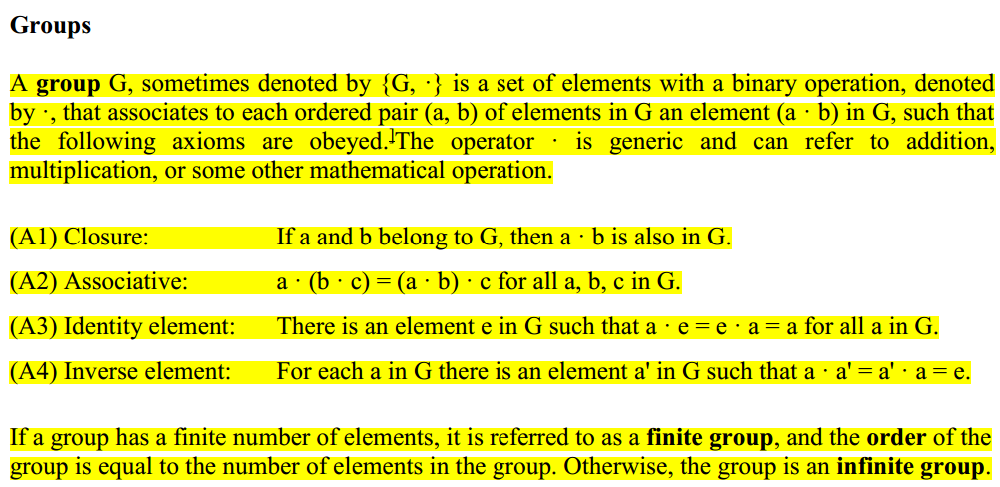 Groups
A group G, sometimes denoted by {G, ·} is a set of elements with a binary operation, denoted
by ·, that associates to each ordered pair (a, b) of elements in G an element (a · b) in G, such that
the following axioms are obeyed.]The operator · is generic and can refer to addition,
multiplication, or some other mathematical operation.
(A1) Closure: If a and b belong to G, then a · b is also in G.
(A2) Associative: a · (b · c) = (a · b) · c for all a, b, c in G.
(A3) Identity element: There is an element e in G such that a · e = e · a = a for all a in G.
(A4) Inverse element: For each a in G there is an element a' in G such that a · a' = a' · a = e.
If a group has a finite number of elements, it is referred to as a finite group, and the order of the
group is equal to the number of elements in the group. Otherwise, the group is an infinite group.